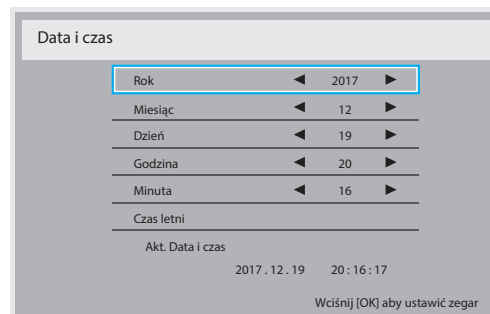 Data i czas
Rok ◀ 2017 ▶
Miesiąc ◀ 12 ▶
Dzień ◀ 19 ▶
Godzina ◀ 20 ▶
Minuta ◀ 16 ▶
Czas letni
Akt. Data i czas
2017 . 12 . 19 20 : 16 : 17
Wciśnij [OK] aby ustawić zegar